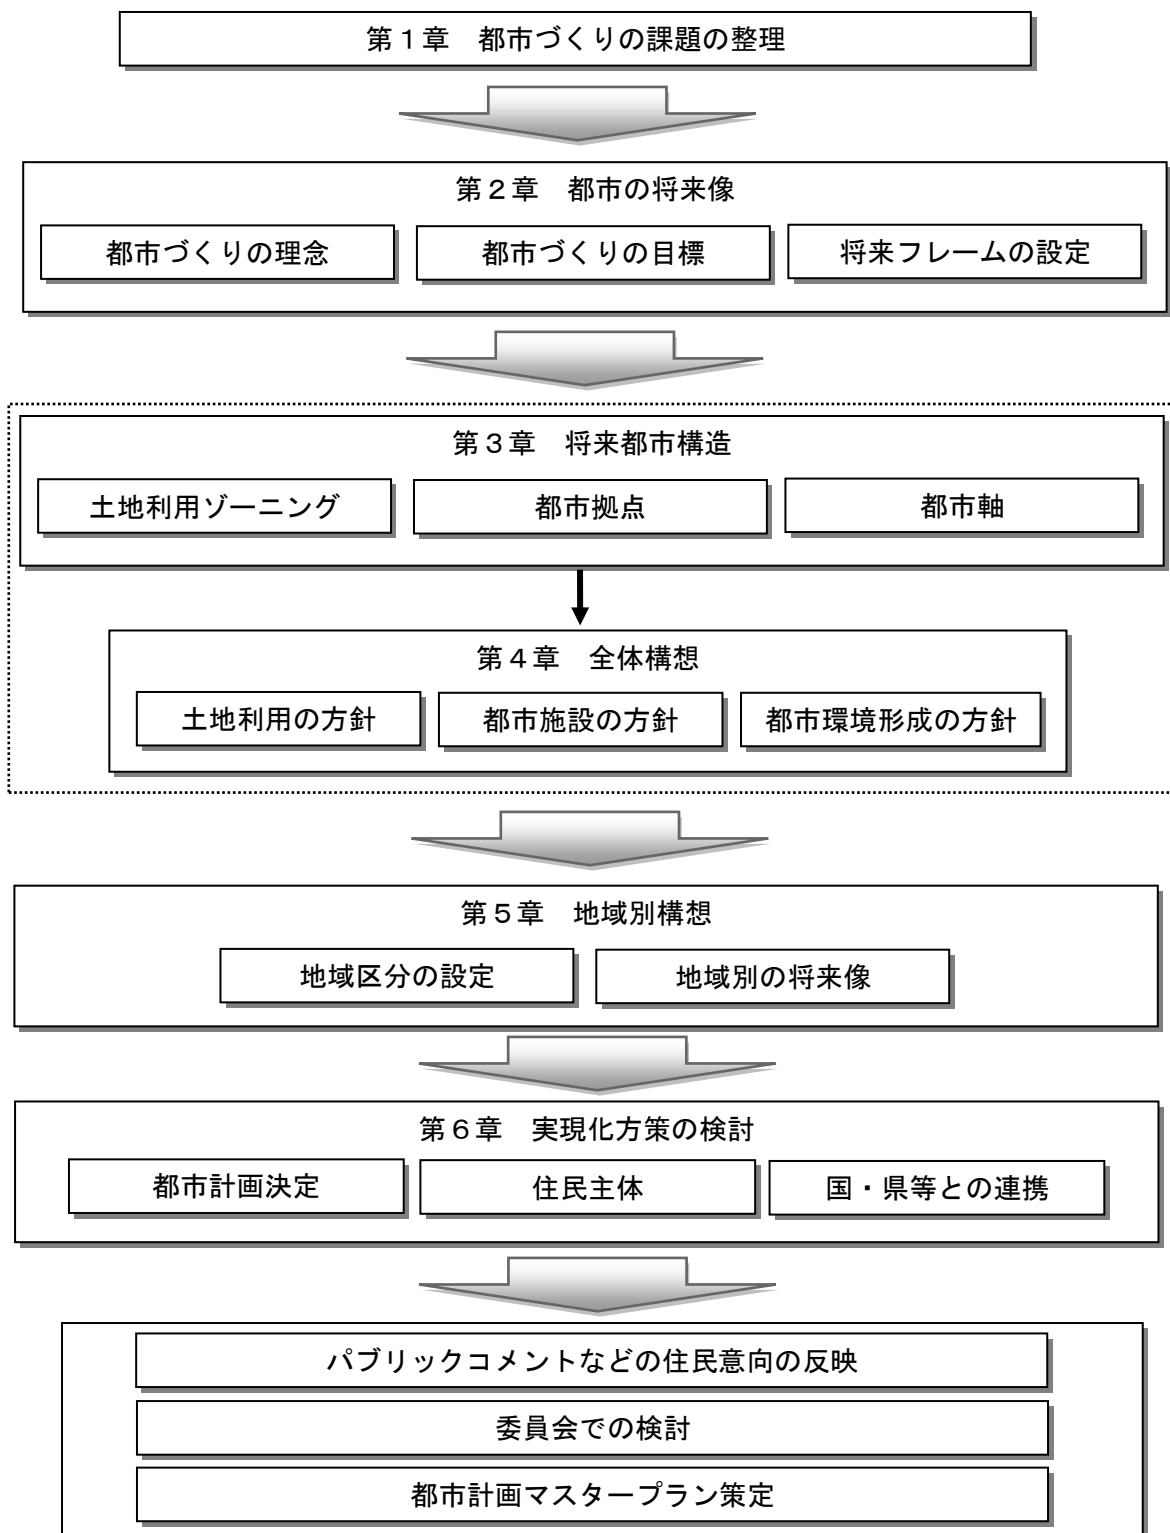 第１章　都市づくりの課題の整理
第２章　都市の将来像
都市づくりの理念
都市づくりの目標
将来フレームの設定
第３章　将来都市構造
土地利用ゾーニング
都市拠点
都市軸
第４章　全体構想
土地利用の方針
都市施設の方針
都市環境形成の方針
第５章　地域別構想
地域区分の設定
地域別の将来像
第６章　実現化方策の検討
都市計画決定
住民主体
国・県等との連携
パブリックコメントなどの住民意向の反映
委員会での検討
都市計画マスタープラン策定